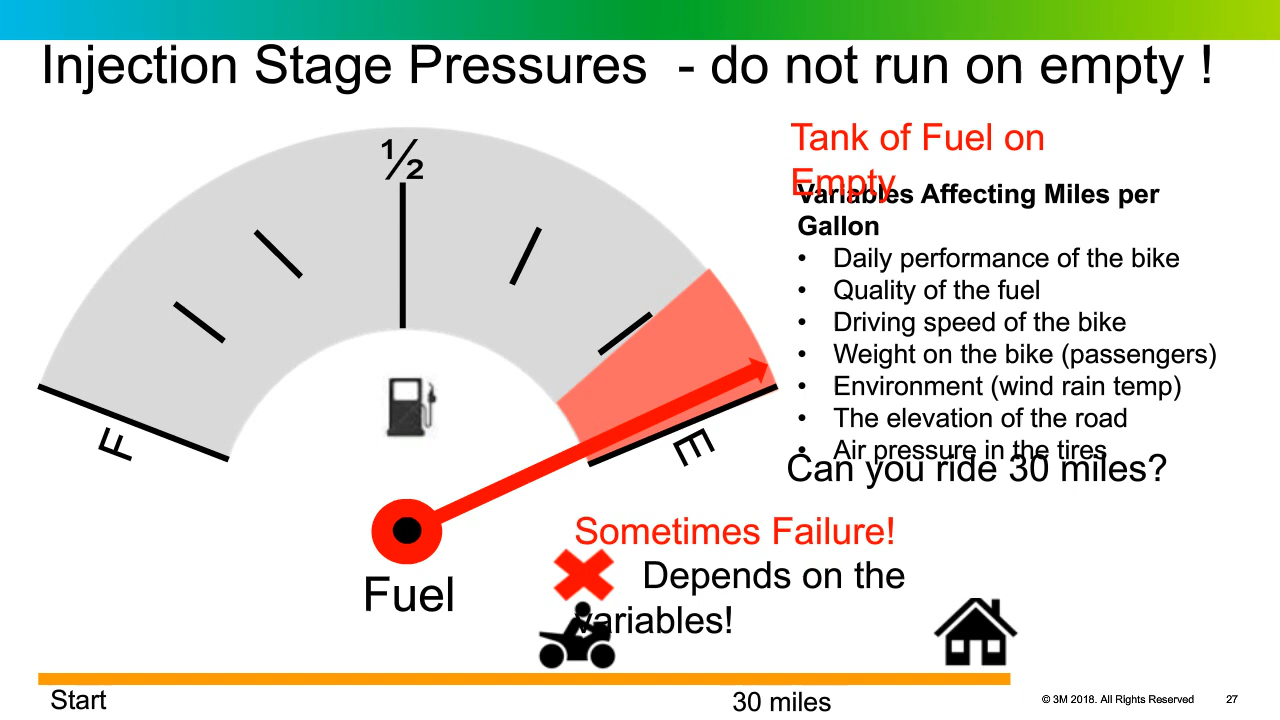 Injection Stage Pressures - do not run on empty !
½
F
E
Fuel
Tank of Fuel on
Empty
Variables Affecting Miles per
Gallon
• Daily performance of the bike
• Quality of the fuel
• Driving speed of the bike
• Weight on the bike (passengers)
• Environment (wind rain temp)
• The elevation of the road
• Air pressure in the tires
Can you ride 30 miles?
Sometimes Failure!
Depends on the
variables!
Start
30 miles
© 3M 2018. All Rights Reserved
27